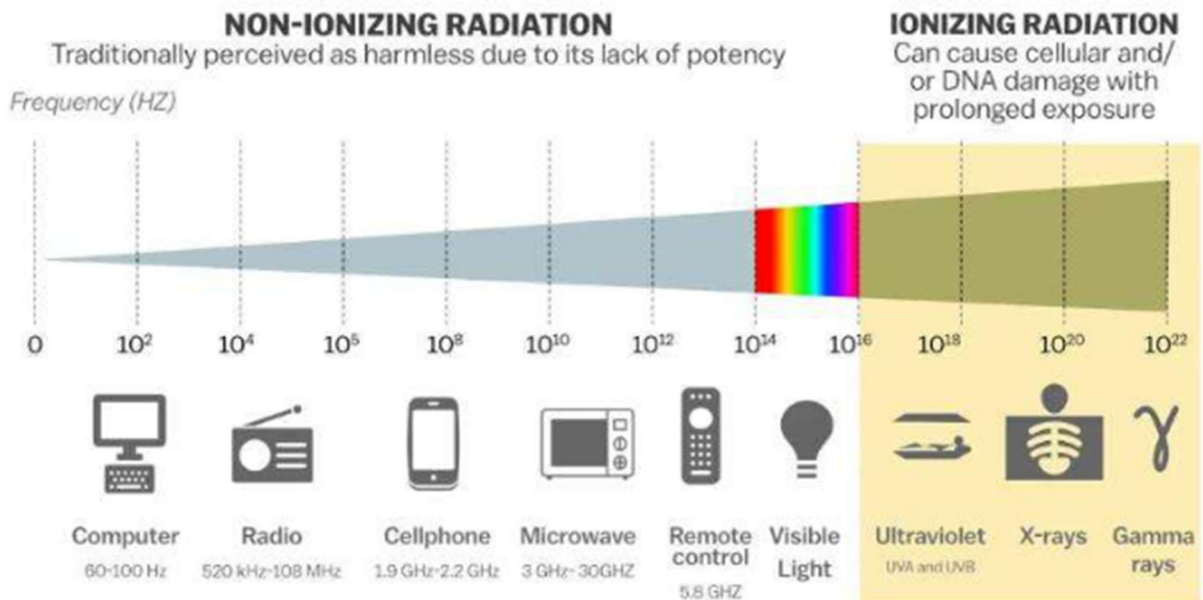 NON-IONIZING RADIATION
Traditionally perceived as harmless due to its lack of potency
IONIZING RADIATION
Can cause cellular and/
or DNA damage with
prolonged exposure
Frequency (HZ)
0 10² 10⁴ 10⁵ 10⁸ 10¹⁰ 10¹² 10¹⁴ 10¹⁶ 10¹⁸ 10²⁰ 10²²
Computer
60-100 Hz
Radio
520 kHz-108 MHz
Cellphone
1.9 GHz-2.2 GHz
Microwave
3 GHz-30GHZ
Remote
control
5.8 GHZ
Visible
Light
Ultraviolet
UVA and UVB
X-rays
Gamma
rays